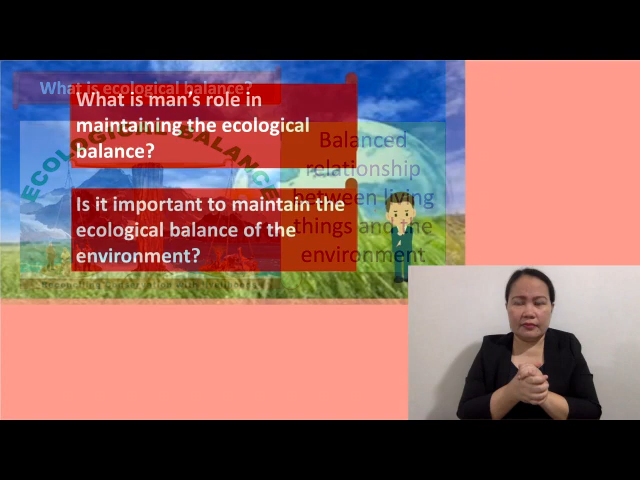 What is ecological balance?
What is man's role in
maintaining the ecological
balance?
ECOLOGICAL BALANCE
Balanced
relationship
between living
things and the
environment
Is it important to maintain the
ecological balance of the
environment?